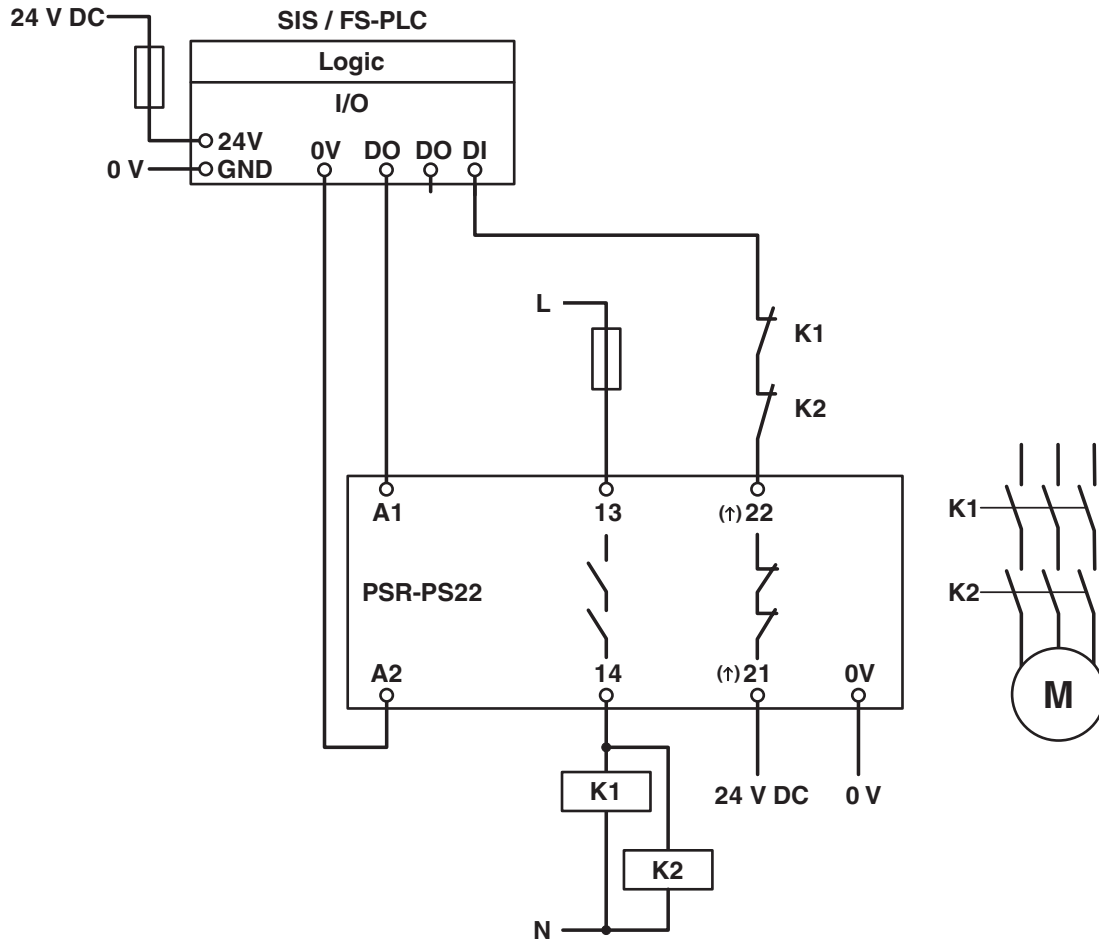 24 V DC
SIS / FS-PLC
Logic
I/O
24V
0V DO DO DI
0 V
GND
L
K1
K2
A1 13 (↑) 22
K1
PSR-PS22
K2
A2 14 (↑) 21 0V
M
K1
24 V DC 0 V
K2
N